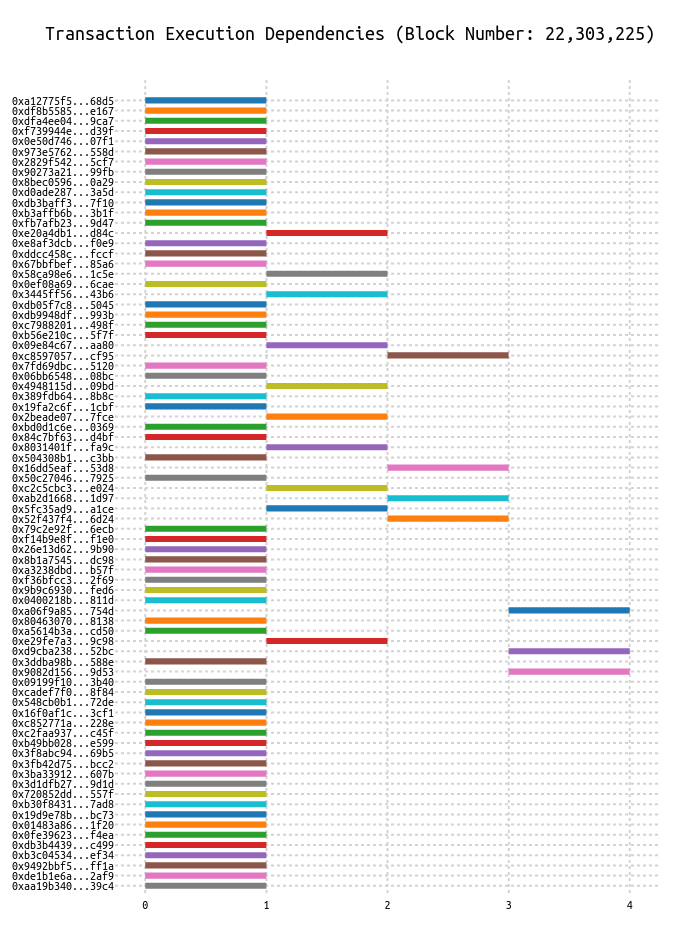 Transaction Execution Dependencies (Block Number: 22,303,225)
0xa12775f5...68d5
0xdf8b5585...e167
0xdfa4ee04...9ca7
0xf739944e...d39f
0x0e50d746...07f1
0x973e5762...558d
0x2829f542...5cf7
0x90273a21...99fb
0x8bec0596...0a29
0xd0ade287...3a5d
0xdb3baff3...7f10
0xb3affb6b...3b1f
0xfb7afb23...9d47
0xe20a4db1...d84c
0xe8af3dcb...f0e9
0xddcc458c...fccf
0x67bbfbef...85a6
0x58ca98e6...1c5e
0x0ef08a69...6cae
0x3445ff56...43b6
0xdb05f7c8...5045
0xdb9948df...993b
0xc7988201...498f
0xb56e210c...5f7f
0x09e84c67...aa80
0xc8597057...cf95
0x7fd69dbc...5120
0x06bb6548...08bc
0x4948115d...09bd
0x389fdb64...8b8c
0x19fa2c6f...1cbf
0x2beade07...7fce
0xbd0d1c6e...0369
0x84c7bf63...d4bf
0x8031401f...fa9c
0x504308b1...c3bb
0x16dd5eaf...53d8
0x50c27046...7925
0xc2c5cbc3...e024
0xab2d1668...1d97
0x5fc35ad9...a1ce
0x52f437f4...6d24
0x79c2e92f...6ecb
0xf14b9e8f...f1e0
0x26e13d62...9b90
0x8b1a7545...dc98
0xa3238dbd...b57f
0xf36bfcc3...2f69
0x9b9c6930...fed6
0x0400218b...811d
0xa06f9a85...754d
0x80463070...8138
0xa5614b3a...cd50
0xe29fe7a3...9c98
0xd9cba238...52bc
0x3ddba98b...588e
0x9082d156...9d53
0x09199f10...3b40
0xcadef7f0...8f84
0x548cb0b1...72de
0x16f0af1c...3cf1
0xc852771a...228e
0xc2faa937...c45f
0xb49bb028...e599
0x3f8abc94...69b5
0x3fb42d75...bcc2
0x3ba33912...607b
0x3d1dfb27...9d1d
0x720852dd...557f
0xb30f8431...7ad8
0x19d9e78b...bc73
0x01483a86...1f20
0x0fe39623...f4ea
0xdb3b4439...c499
0xb3c04534...ef34
0x9492bbf5...ff1a
0xde1b1e6a...2af9
0xaa19b340...39c4
0 1 2 3 4